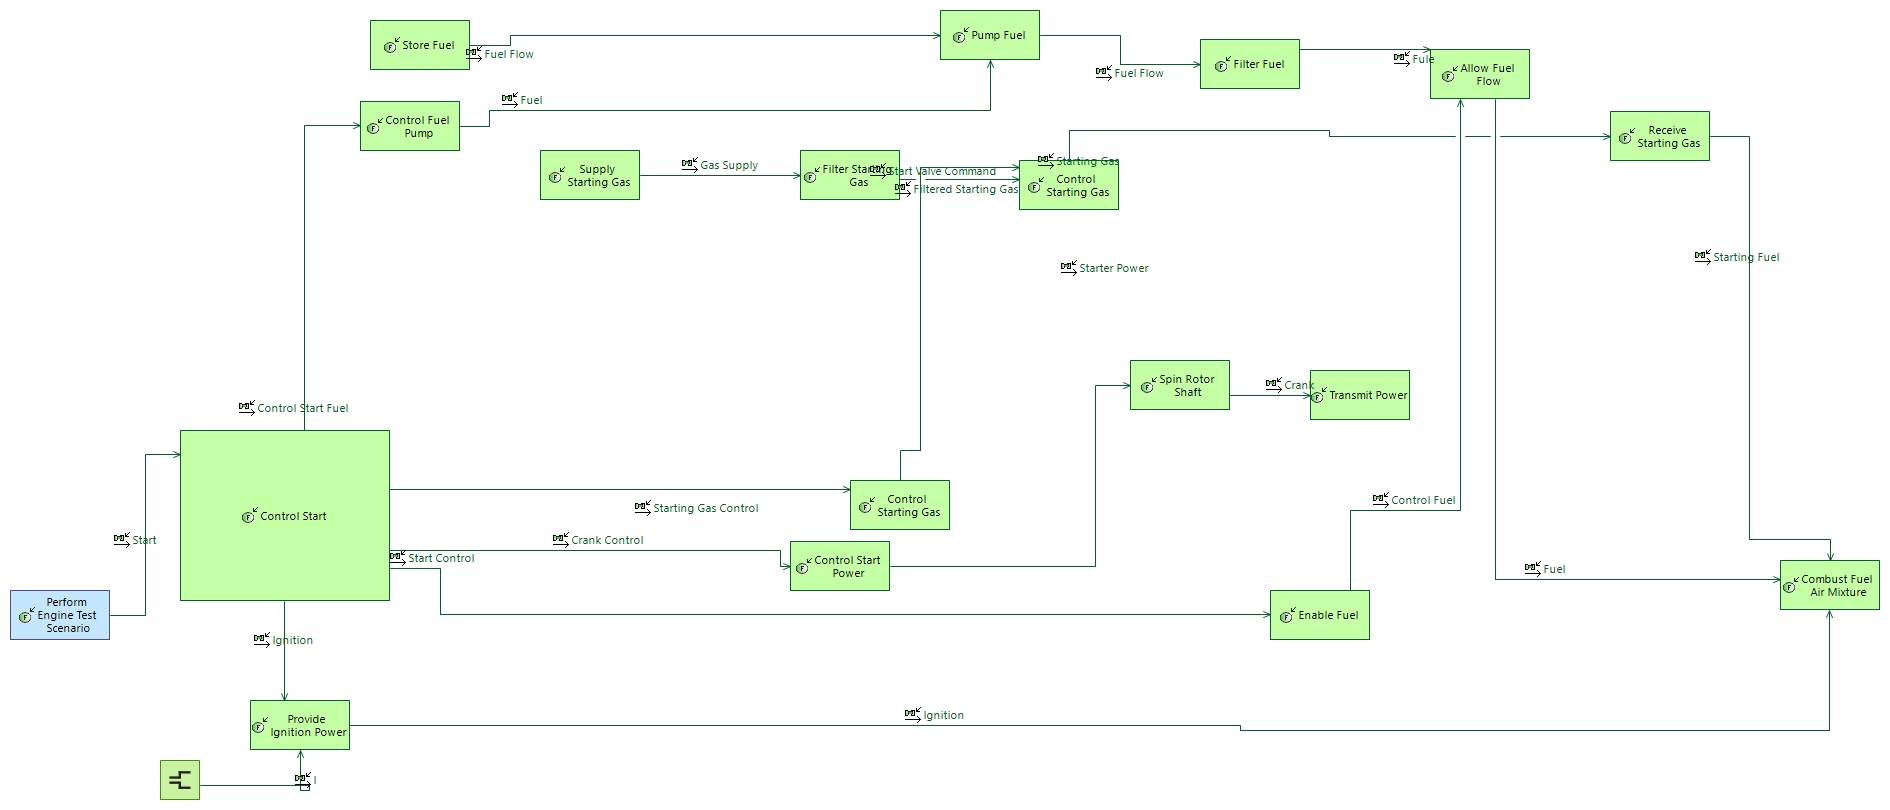 Store Fuel
Fuel Flow
Pump Fuel
Fuel Flow
Filter Fuel
Fule
Allow Fuel
Flow
Fuel
Control Fuel
Pump
Receive
Starting Gas
Supply
Starting Gas
Gas Supply
Filter Starting
Gas
Start Valve Command
Filtered Starting Gas
Starting Gas
Control
Starting Gas
Starter Power
Starting Fuel
Spin Rotor
Shaft
Crank
Transmit Power
Control Start Fuel
Control Start
Starting Gas Control
Control
Starting Gas
Control Fuel
Start
Crank Control
Start Control
Control Start
Power
Fuel
Combust Fuel
Air Mixture
Perform
Engine Test
Scenario
Enable Fuel
Ignition
Provide
Ignition Power
Ignition
I